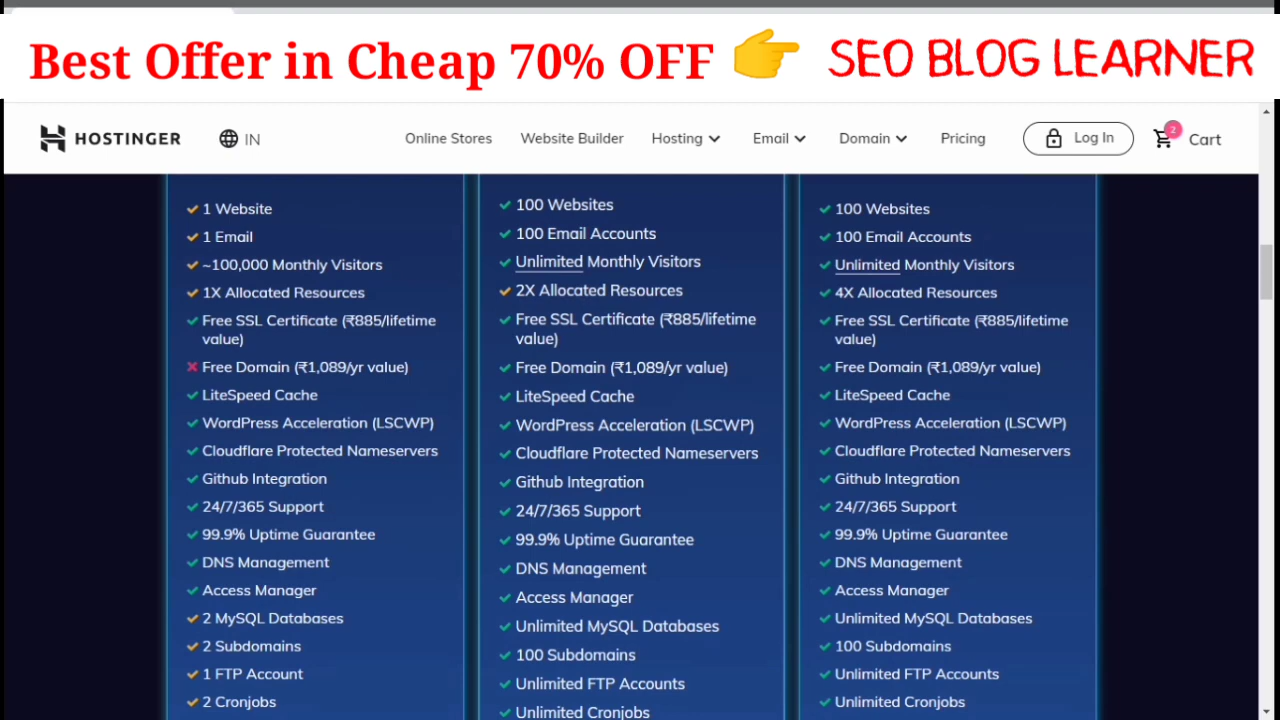 Best Offer in Cheap 70% OFF 👉 SEO BLOG LEARNER
HOSTINGER IN Online Stores Website Builder Hosting Email Domain Pricing Log In 2 Cart
1 Website
1 Email
~100,000 Monthly Visitors
1X Allocated Resources
Free SSL Certificate (₹885/lifetime
value)
Free Domain (₹1,089/yr value)
LiteSpeed Cache
WordPress Acceleration (LSCWP)
Cloudflare Protected Nameservers
Github Integration
24/7/365 Support
99.9% Uptime Guarantee
DNS Management
Access Manager
2 MySQL Databases
2 Subdomains
1 FTP Account
2 Cronjobs
100 Websites
100 Email Accounts
Unlimited Monthly Visitors
2X Allocated Resources
Free SSL Certificate (₹885/lifetime
value)
Free Domain (₹1,089/yr value)
LiteSpeed Cache
WordPress Acceleration (LSCWP)
Cloudflare Protected Nameservers
Github Integration
24/7/365 Support
99.9% Uptime Guarantee
DNS Management
Access Manager
Unlimited MySQL Databases
100 Subdomains
Unlimited FTP Accounts
Unlimited Cronjobs
100 Websites
100 Email Accounts
Unlimited Monthly Visitors
4X Allocated Resources
Free SSL Certificate (₹885/lifetime
value)
Free Domain (₹1,089/yr value)
LiteSpeed Cache
WordPress Acceleration (LSCWP)
Cloudflare Protected Nameservers
Github Integration
24/7/365 Support
99.9% Uptime Guarantee
DNS Management
Access Manager
Unlimited MySQL Databases
100 Subdomains
Unlimited FTP Accounts
Unlimited Cronjobs